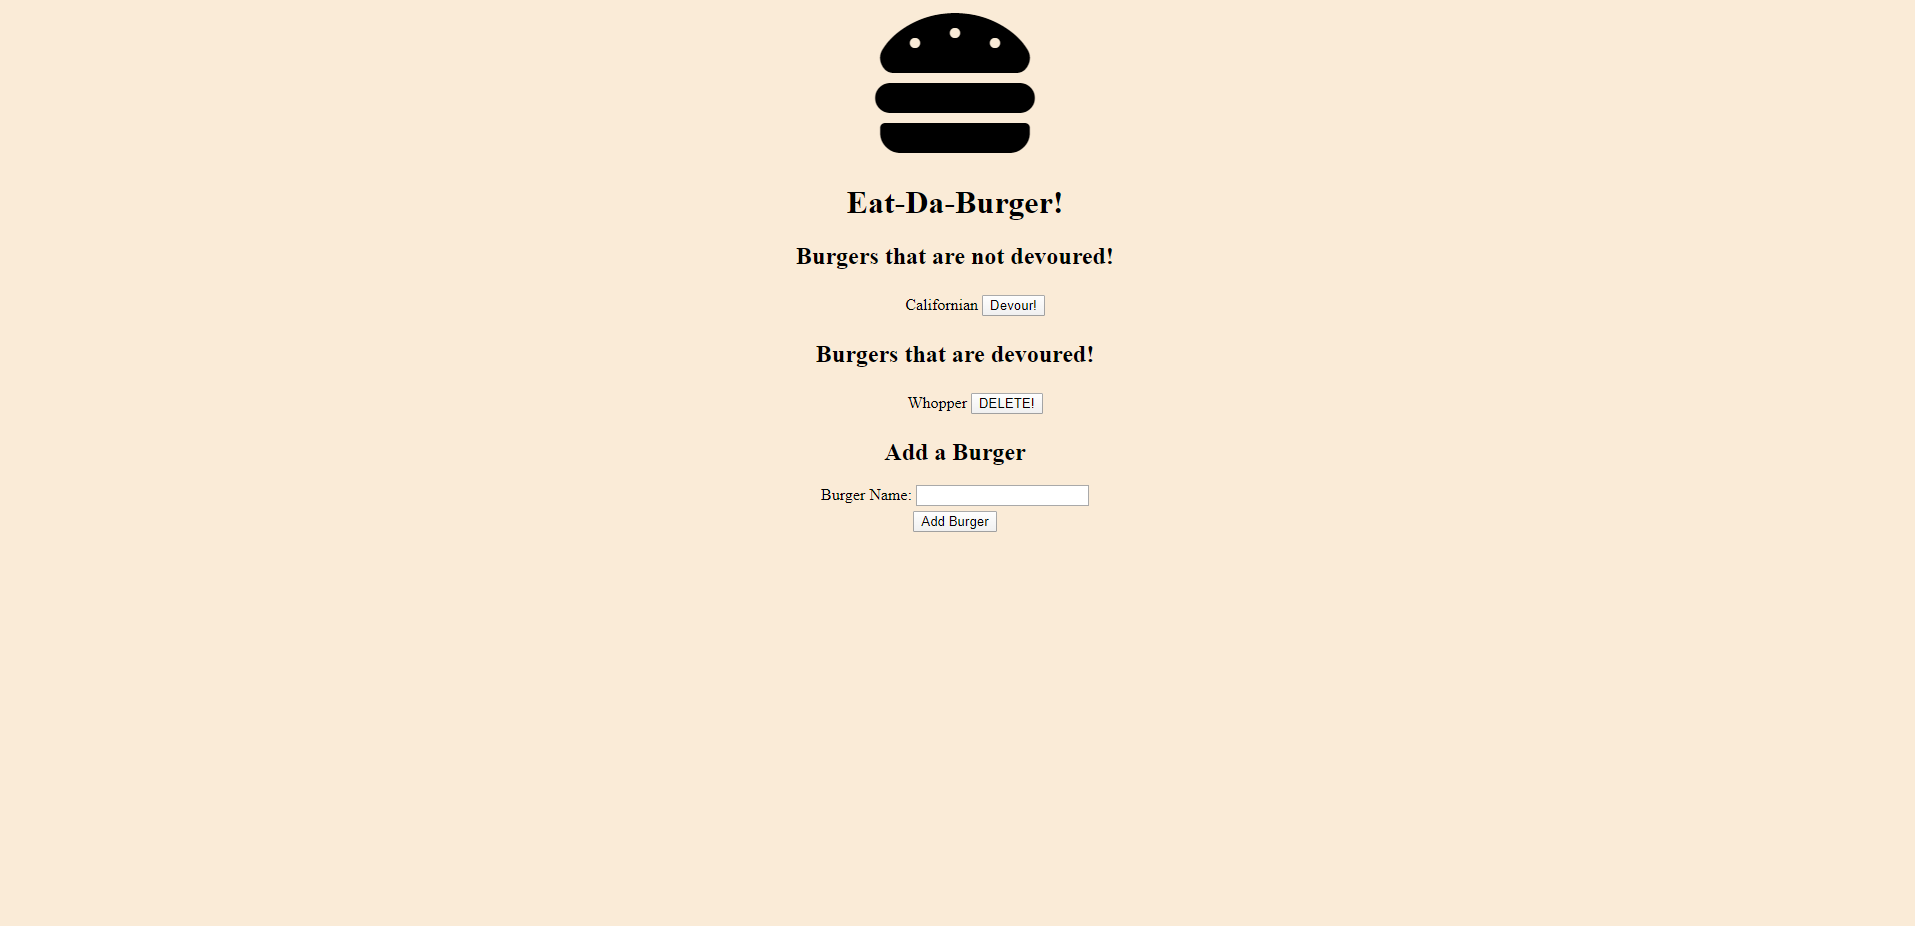 Eat-Da-Burger!
Burgers that are not devoured!
Californian Devour!
Burgers that are devoured!
Whopper DELETE!
Add a Burger
Burger Name:
Add Burger